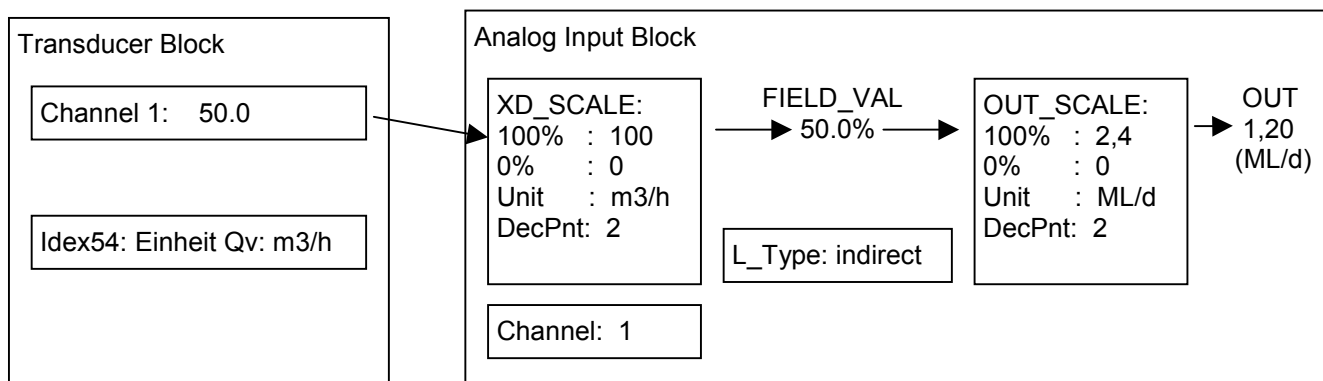 Transducer Block
Channel 1: 50.0
Idex54: Einheit Qv: m3/h
Analog Input Block
XD_SCALE:
100% : 100
0% : 0
Unit : m3/h
DecPnt: 2
Channel: 1
FIELD_VAL
50.0%
L_Type: indirect
OUT_SCALE:
100% : 2,4
0% : 0
Unit : ML/d
DecPnt: 2
OUT
1,20
(ML/d)